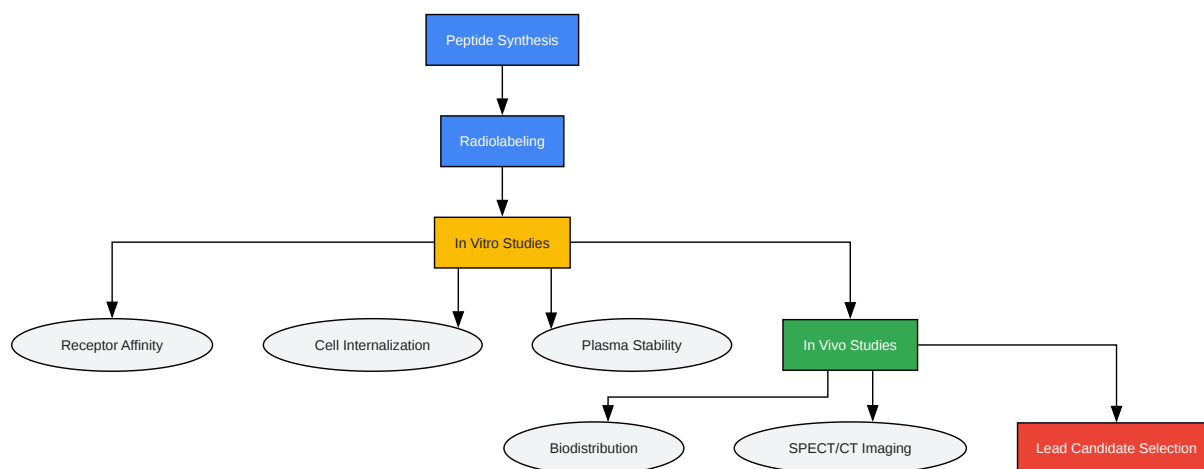 Peptide Synthesis
Radiolabeling
In Vitro Studies
Receptor Affinity
Cell Internalization
Plasma Stability
In Vivo Studies
Biodistribution
SPECT/CT Imaging
Lead Candidate Selection